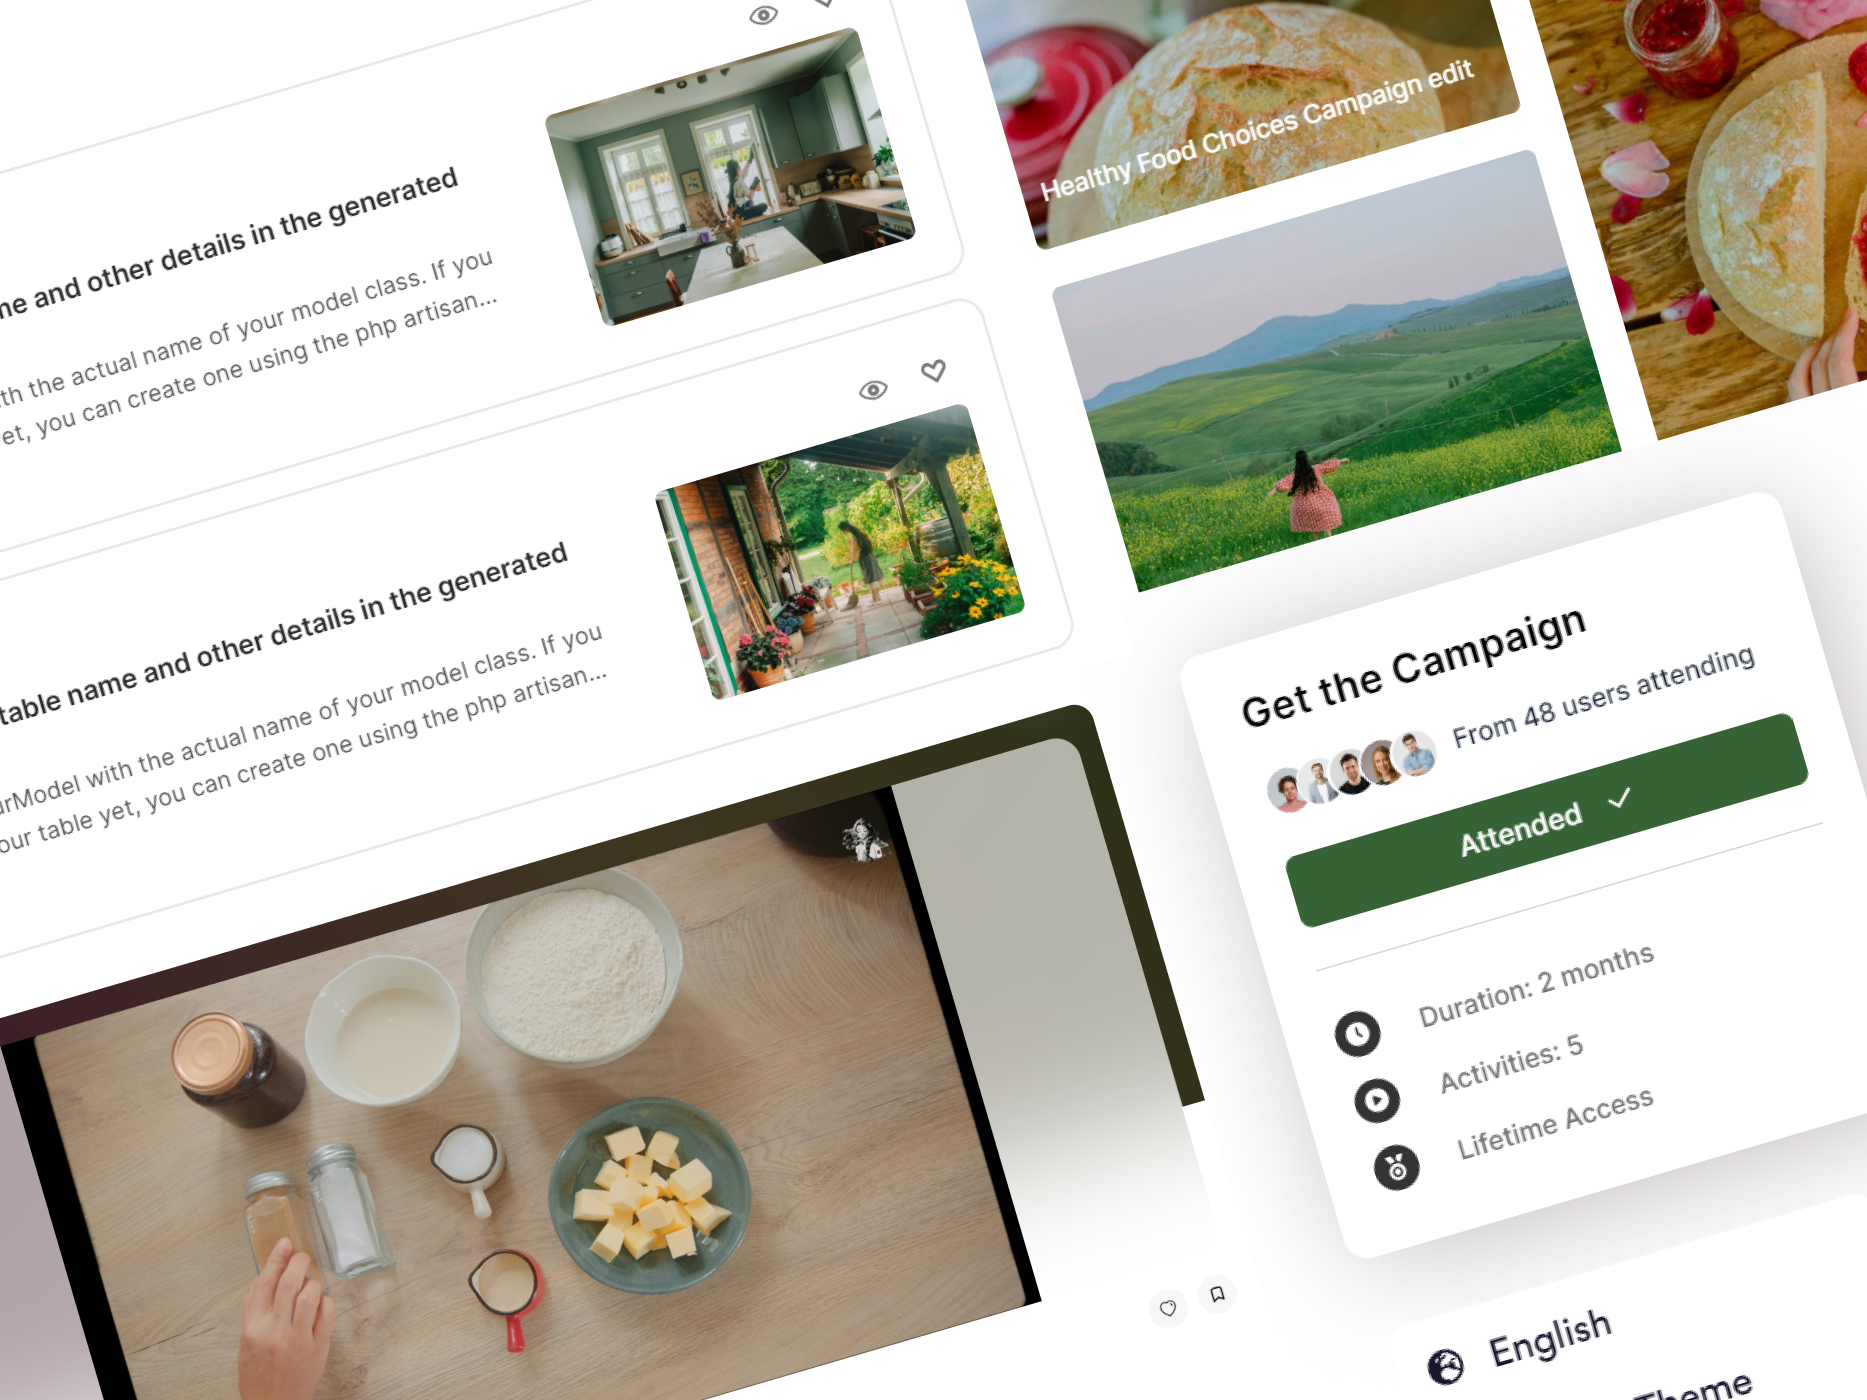 me and other details in the generated
th the actual name of your model class. If you
et, you can create one using the php artisan...
table name and other details in the generated
rModel with the actual name of your model class. If you
our table yet, you can create one using the php artisan...
Healthy Food Choices Campaign edit
Get the Campaign
From 48 users attending
Attended
Duration: 2 months
Activities: 5
Lifetime Access
English
Theme